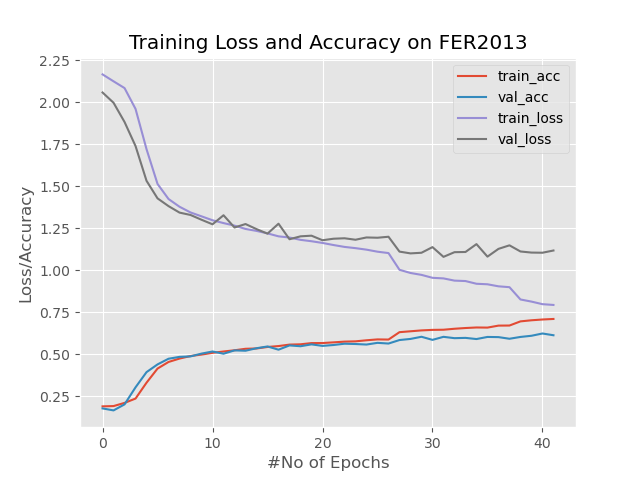 Training Loss and Accuracy on FER2013
train_acc
val_acc
train_loss
val_loss
2.25
2.00
1.75
1.50
1.25
1.00
0.75
0.50
0.25
Loss/Accuracy
0 10 20 30 40
#No of Epochs